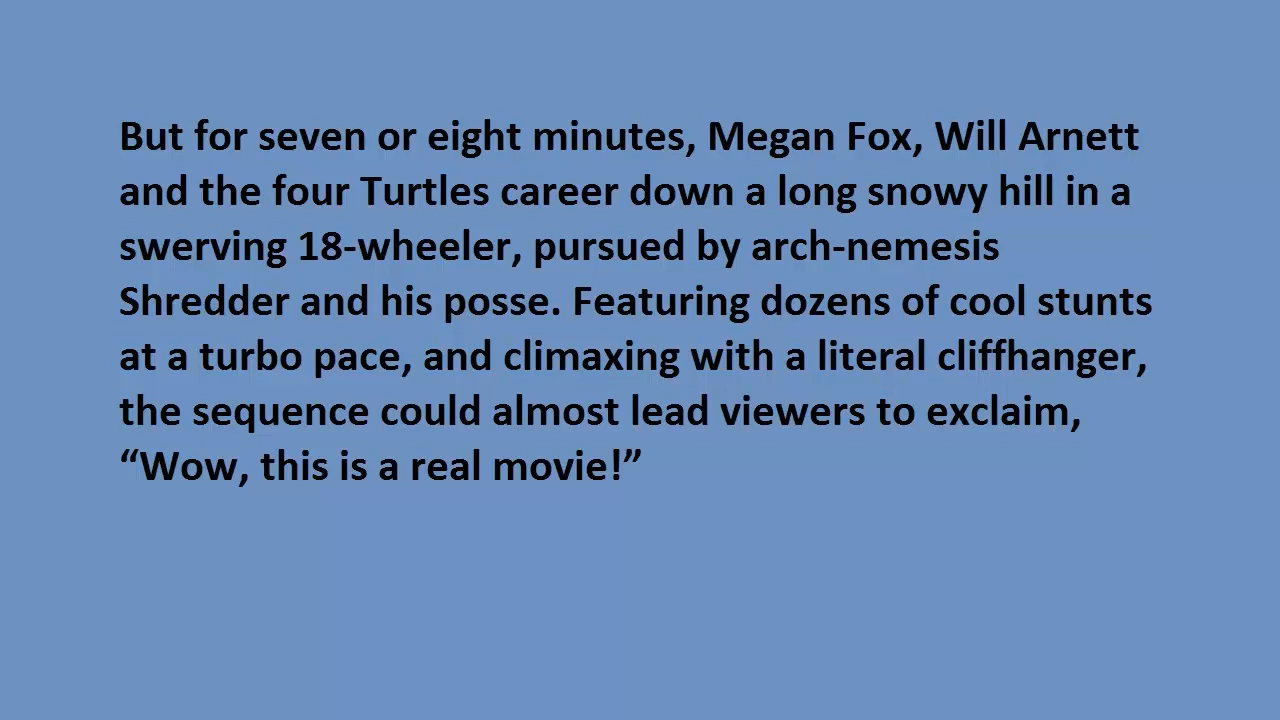 But for seven or eight minutes, Megan Fox, Will Arnett
and the four Turtles career down a long snowy hill in a
swerving 18-wheeler, pursued by arch-nemesis
Shredder and his posse. Featuring dozens of cool stunts
at a turbo pace, and climaxing with a literal cliffhanger,
the sequence could almost lead viewers to exclaim,
“Wow, this is a real movie!”